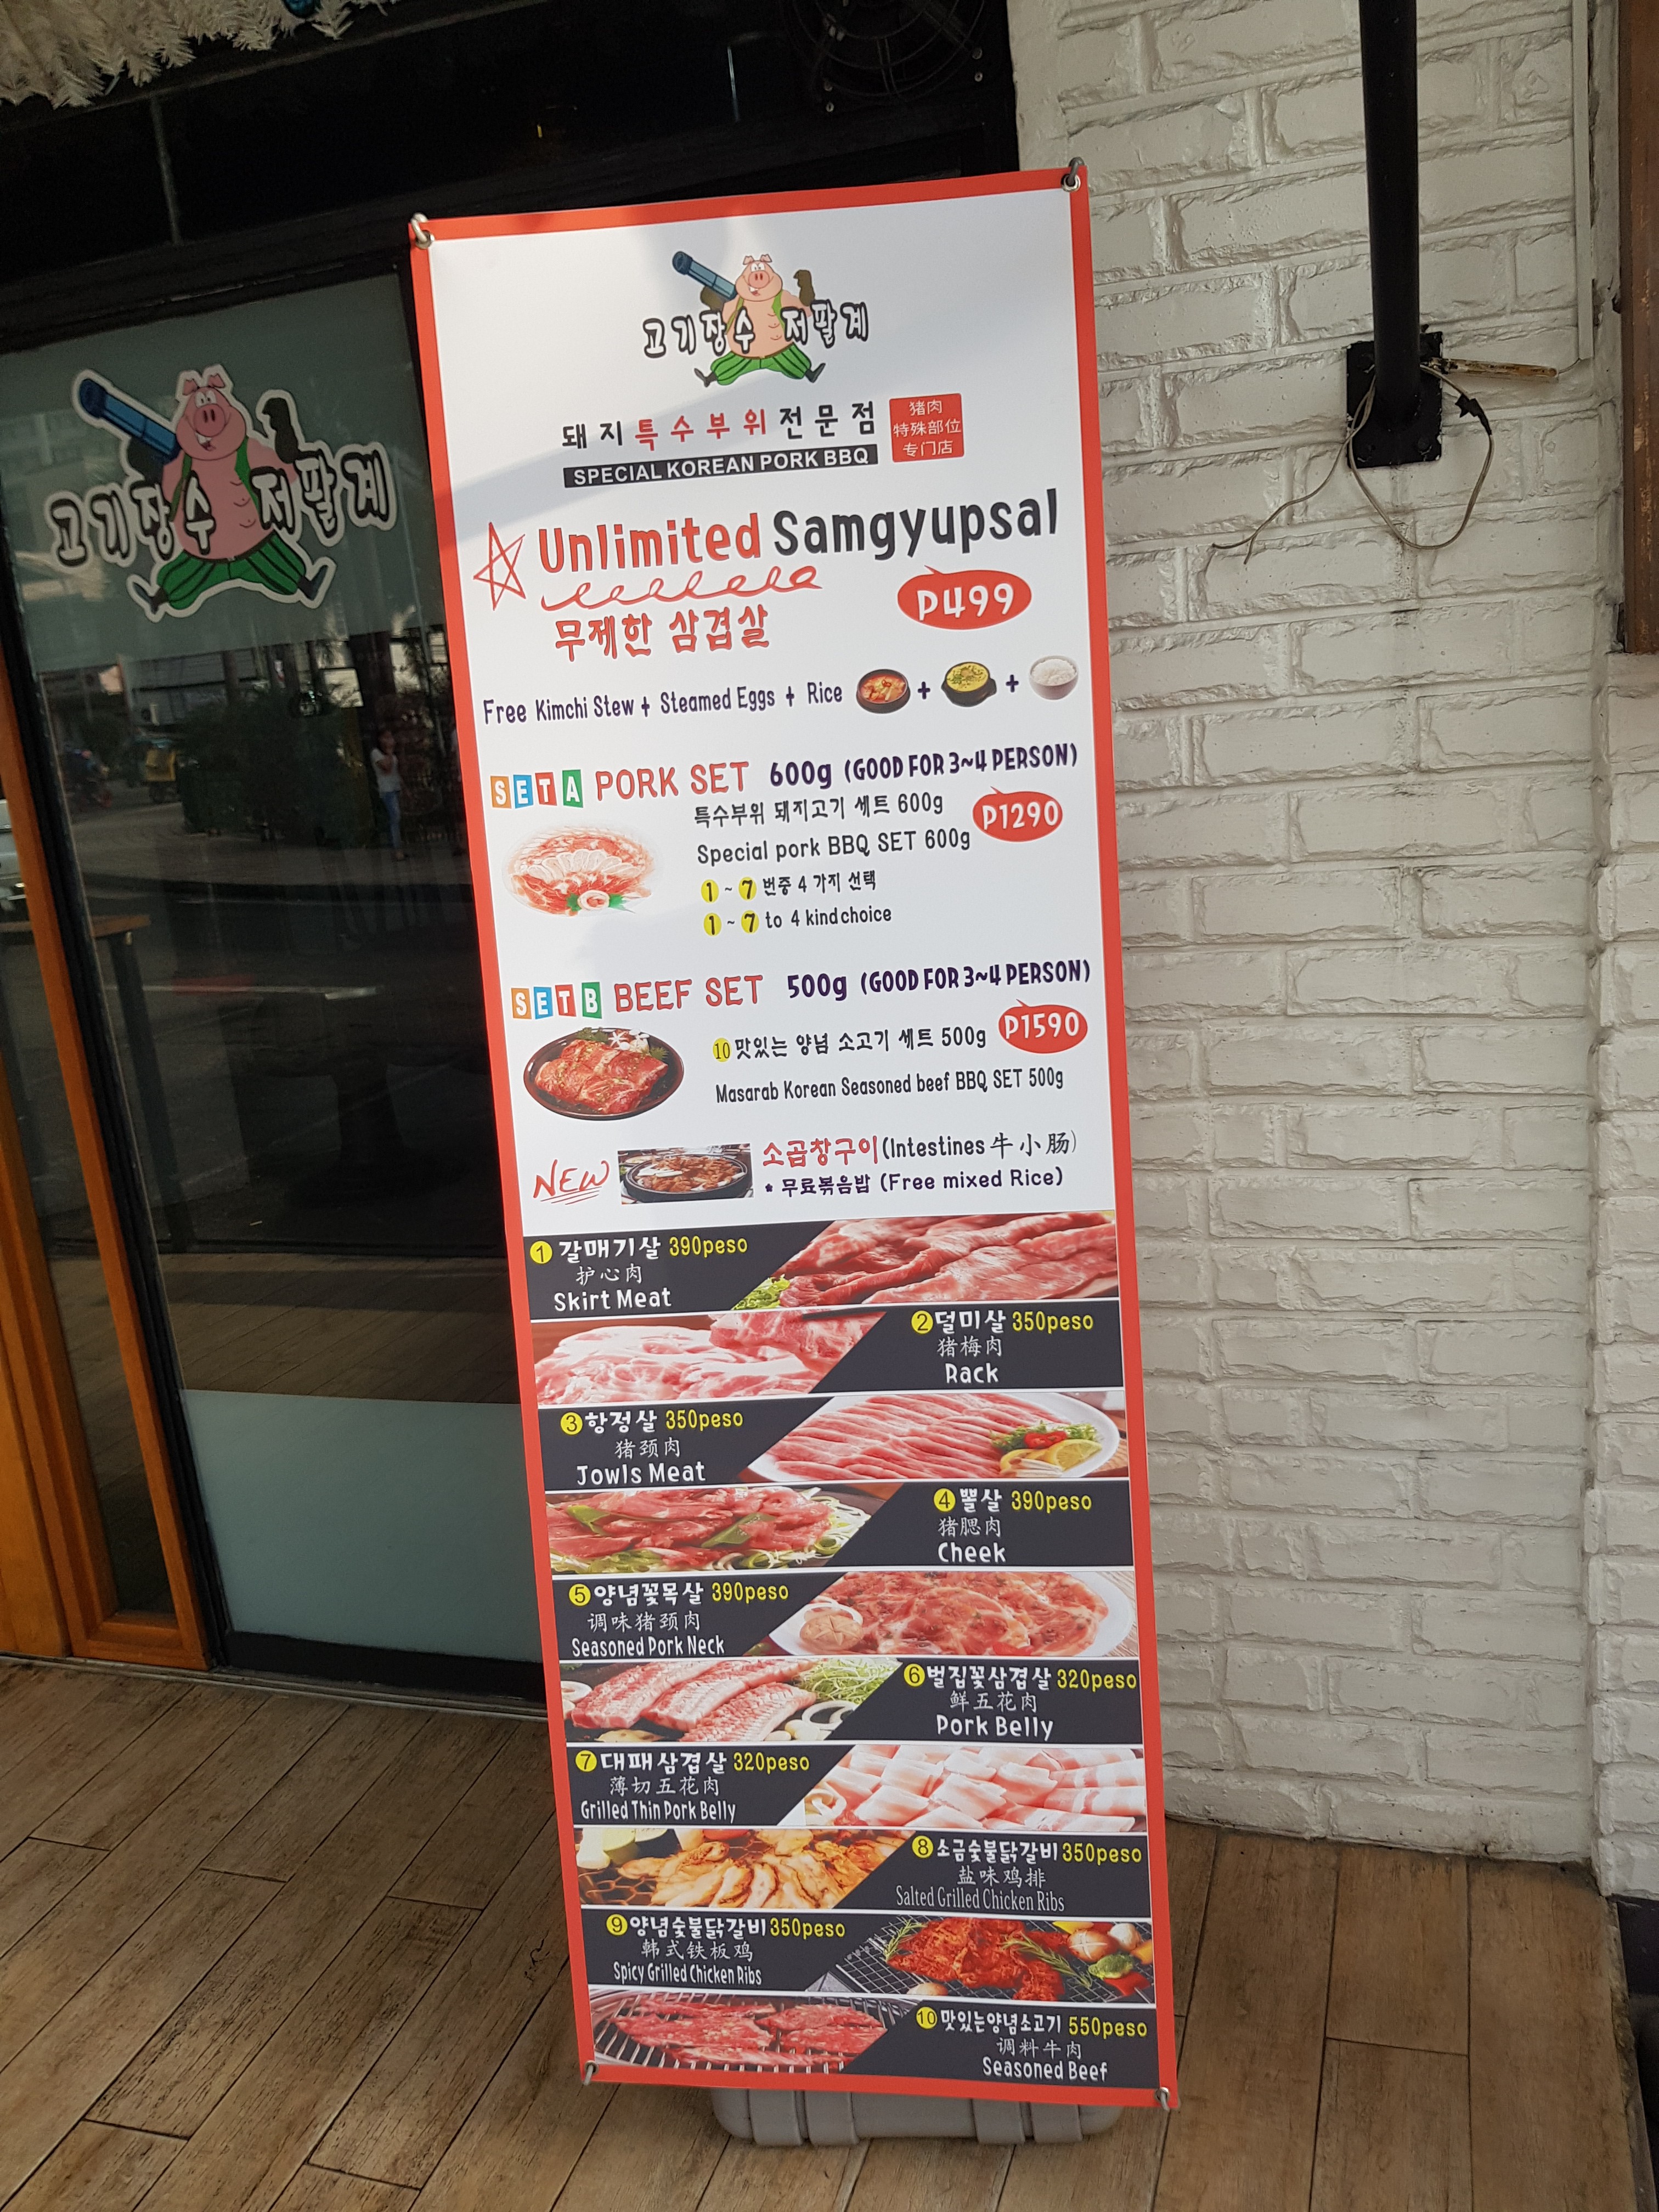 고기장수 저팔계
고기장수 저팔계
돼지특수부위전문점
SPECIAL KOREAN PORK BBQ
猪肉
特殊部位
专门店
Unlimited Samgyupsal
무제한 삼겹살
P499
Free Kimchi Stew + Steamed Eggs + Rice
+ +
SET A PORK SET 600g (GOOD FOR 3~4 PERSON)
특수부위 돼지고기 세트 600g
P1290
Special pork BBQ SET 600g
1 ~ 7 번중 4 가지 선택
1 ~ 7 to 4 kind choice
SET B BEEF SET 500g (GOOD FOR 3~4 PERSON)
10 맛있는 양념 소고기 세트 500g
P1590
Masarab Korean Seasoned beef BBQ SET 500g
NEW
소곱창구이(Intestines 牛小肠)
* 무료볶음밥 (Free mixed Rice)
1 갈매기살 390peso
护心肉
Skirt Meat
2 덜미살 350peso
猪梅肉
Rack
3 항정살 350peso
猪颈肉
Jowls Meat
4 뽈살 390peso
猪腮肉
Cheek
5 양념꽃목살 390peso
调味猪颈肉
Seasoned Pork Neck
6 벌집꽃삼겹살 320peso
鲜五花肉
Pork Belly
7 대패삼겹살 320peso
薄切五花肉
Grilled Thin Pork Belly
8 소금숯불닭갈비 350peso
盐味鸡排
Salted Grilled Chicken Ribs
9 양념숯불닭갈비 350peso
韩式铁板鸡
Spicy Grilled Chicken Ribs
10 맛있는양념소고기 550peso
调料牛肉
Seasoned Beef